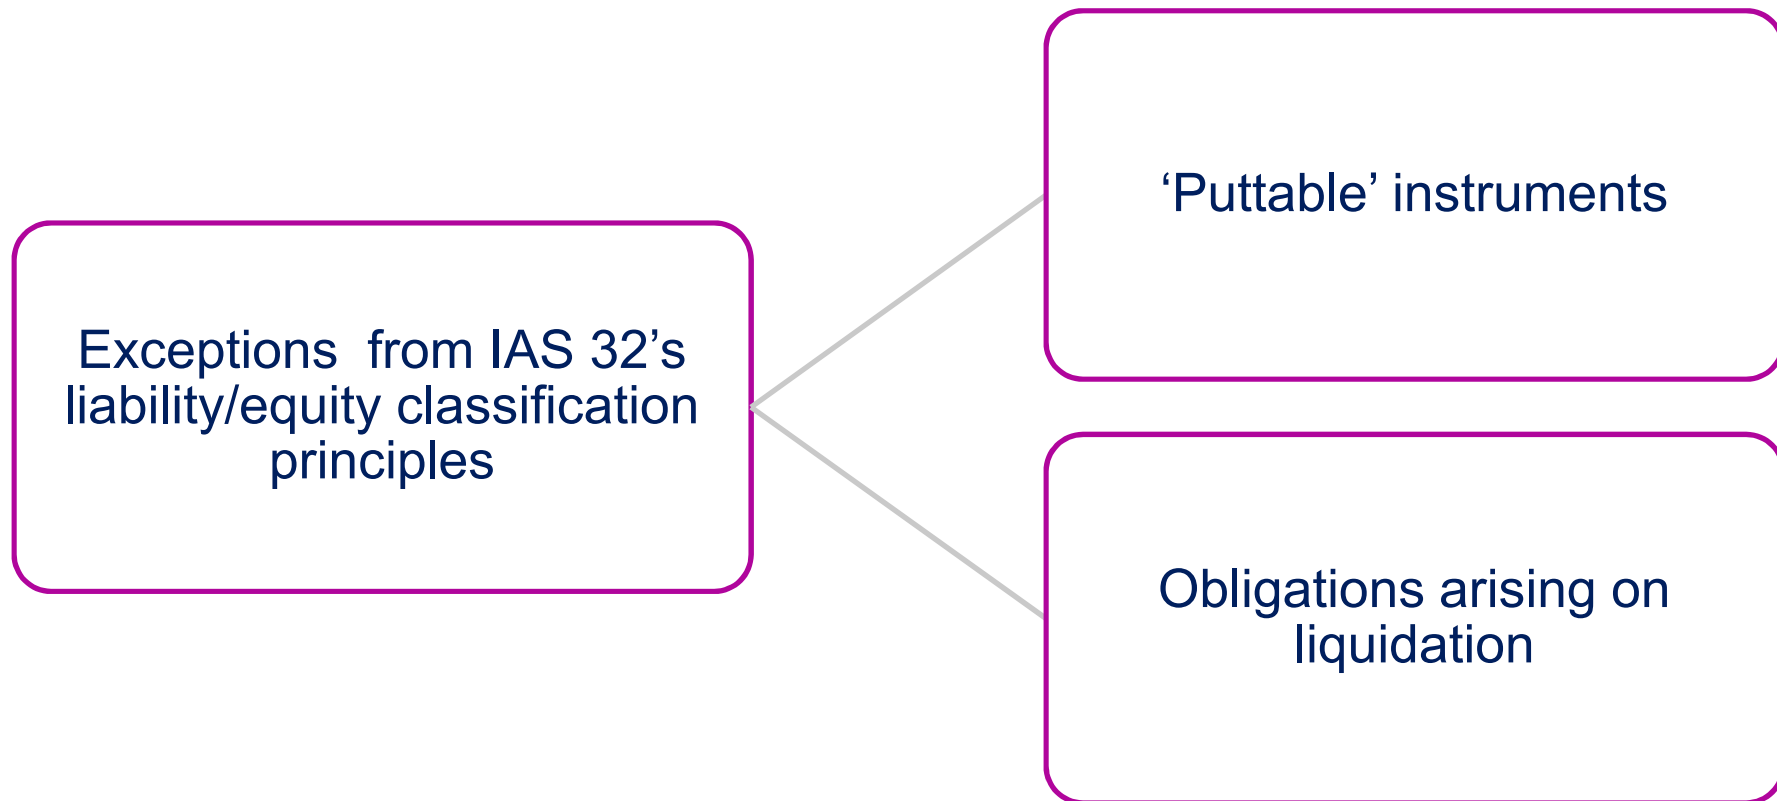 Exceptions  from IAS 32’s
liability/equity classification
principles
‘Puttable’ instruments
Obligations arising on
liquidation